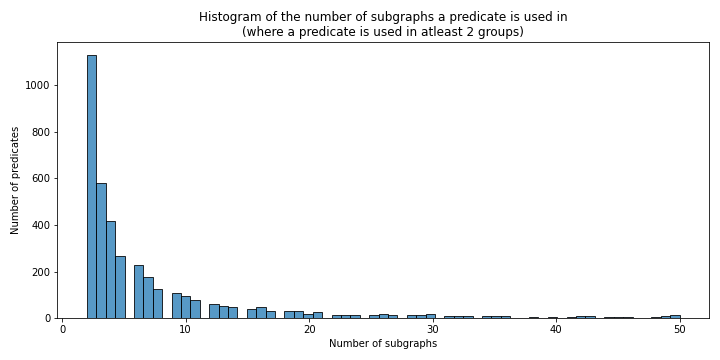 Histogram of the number of subgraphs a predicate is used in
(where a predicate is used in atleast 2 groups)
1000
800
600
400
200
0
Number of predicates
0 10 20 30 40 50
Number of subgraphs